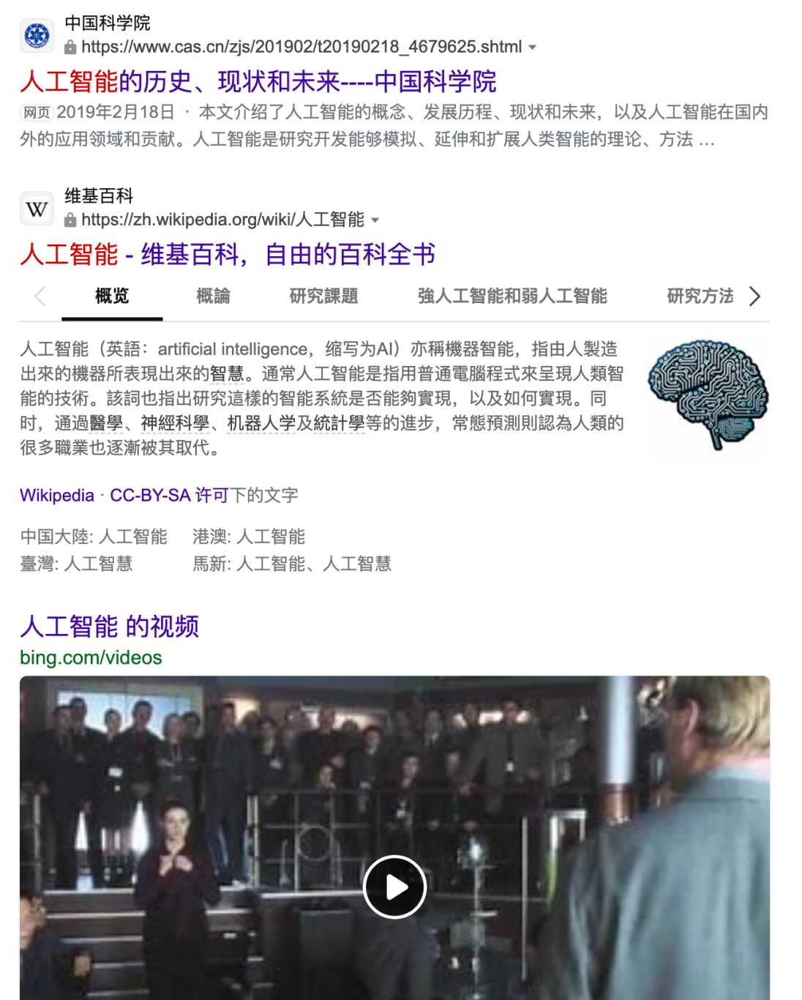 中国科学院
https://www.cas.cn/zjs/201902/t20190218_4679625.shtml
人工智能的历史、现状和未来----中国科学院
网页 2019年2月18日 · 本文介绍了人工智能的概念、发展历程、现状和未来，以及人工智能在国内
外的应用领域和贡献。人工智能是研究开发能够模拟、延伸和扩展人类智能的理论、方法 ...
W
维基百科
https://zh.wikipedia.org/wiki/人工智能
人工智能 - 维基百科，自由的百科全书
概览 概論 研究課題 強人工智能和弱人工智能 研究方法
人工智能（英語：artificial intelligence，缩写为AI）亦稱機器智能，指由人製造
出來的機器所表現出來的智慧。通常人工智能是指用普通電腦程式來呈現人類智
能的技術。該詞也指出研究這樣的智能系統是否能夠實現，以及如何實現。同
时，通過醫學、神經科學、机器人学及統計學等的進步，常態預測則認為人類的
很多職業也逐漸被其取代。
Wikipedia · CC-BY-SA 许可下的文字
中国大陸: 人工智能 港澳: 人工智能
臺灣: 人工智慧 馬新: 人工智能、人工智慧
人工智能 的视频
bing.com/videos